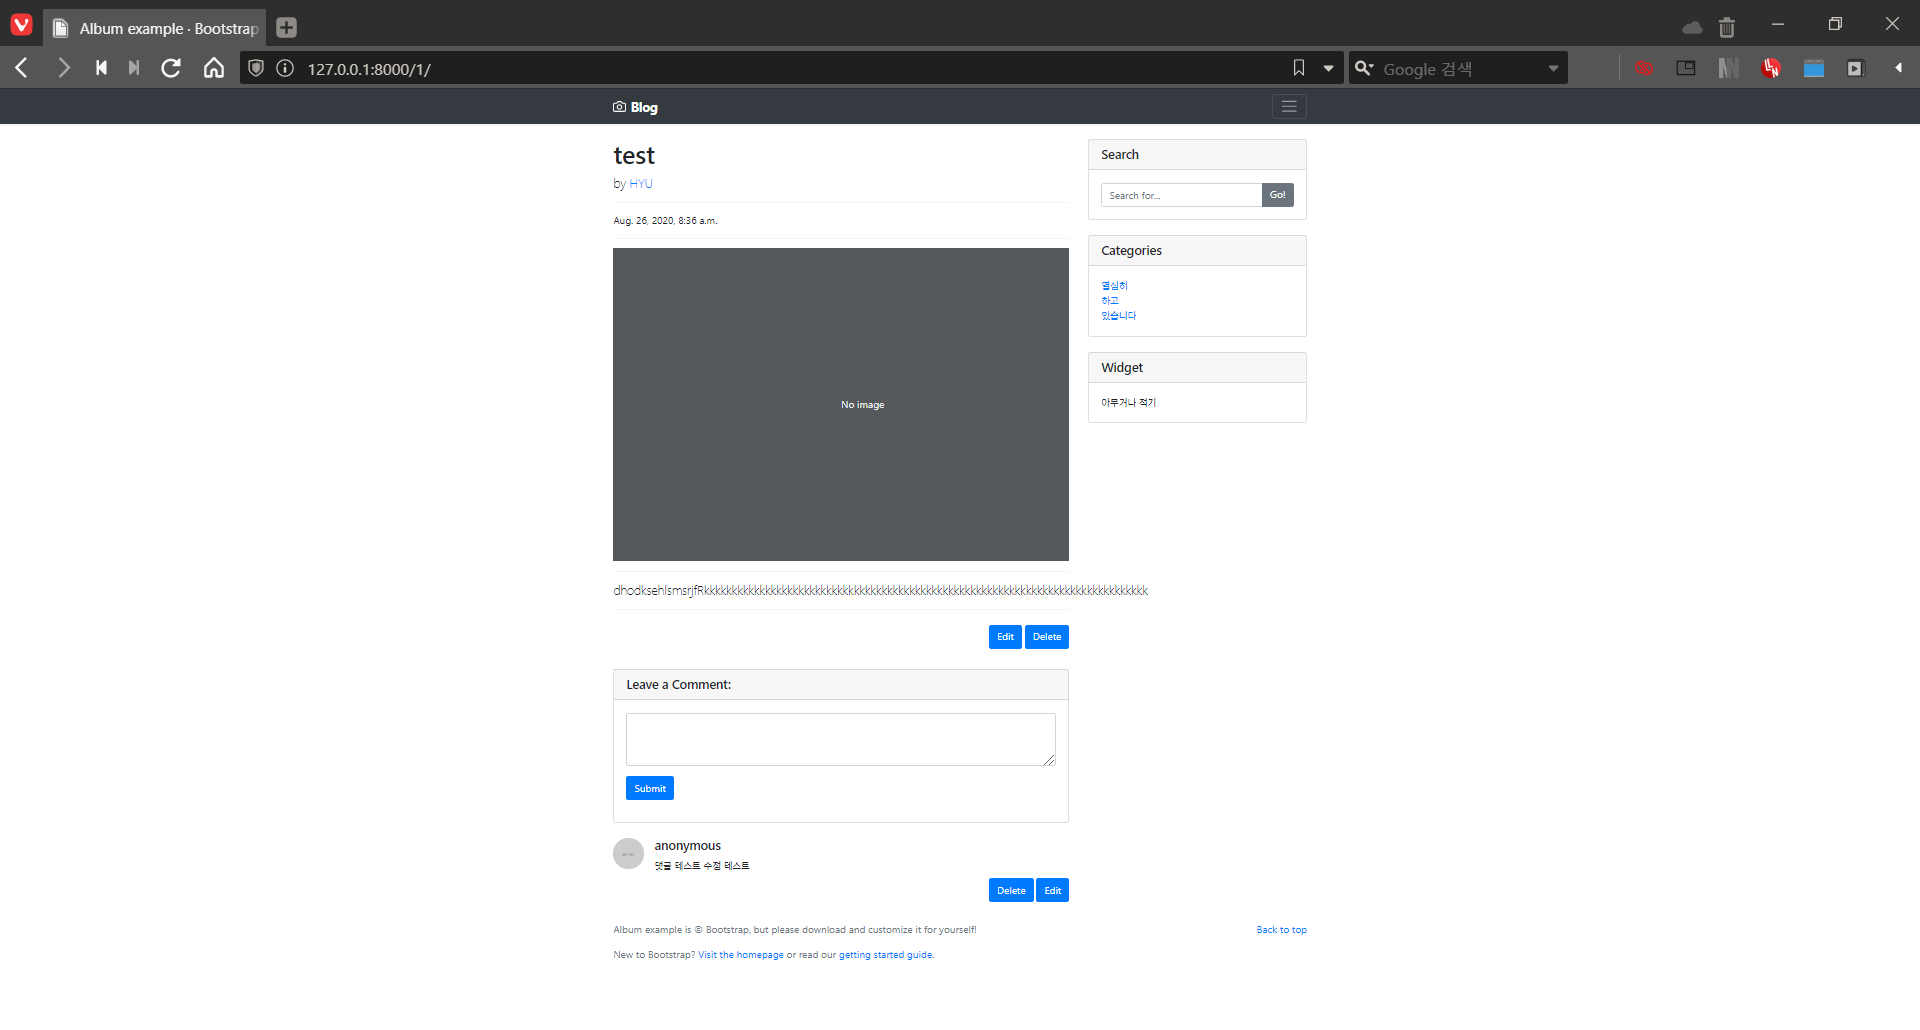 Album example · Bootstrap
127.0.0.1:8000/1/
Google 검색
Blog
test
by HYU
Aug. 26, 2020, 8:36 a.m.
No image
Search
Search for...
Go!
Categories
열심히
하고
있습니다
Widget
아무거나 적기
Edit
Delete
Leave a Comment:
Submit
anonymous
댓글 테스트 수정 테스트
Delete
Edit
Album example is © Bootstrap, but please download and customize it for yourself!
Back to top
New to Bootstrap? Visit the homepage or read our getting started guide.